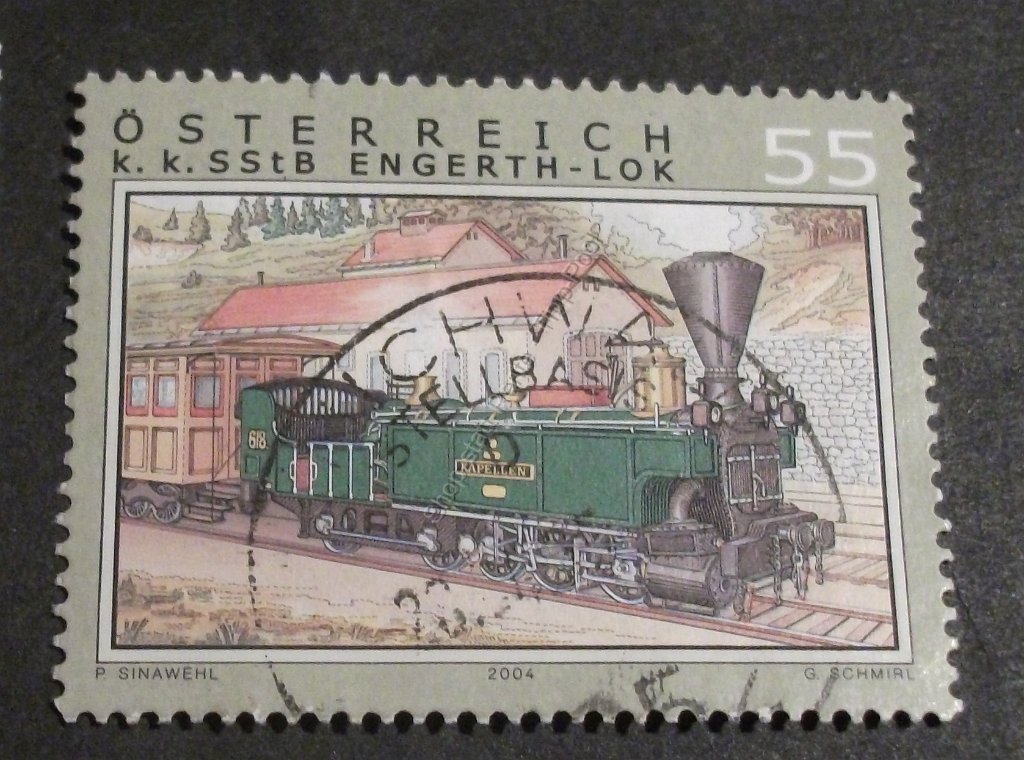 ÖSTERREICH 55
k. k. SStB ENGERTH-LOK
618
KAPELLEN
P. SINAWEHL 2004 G. SCHMIRL